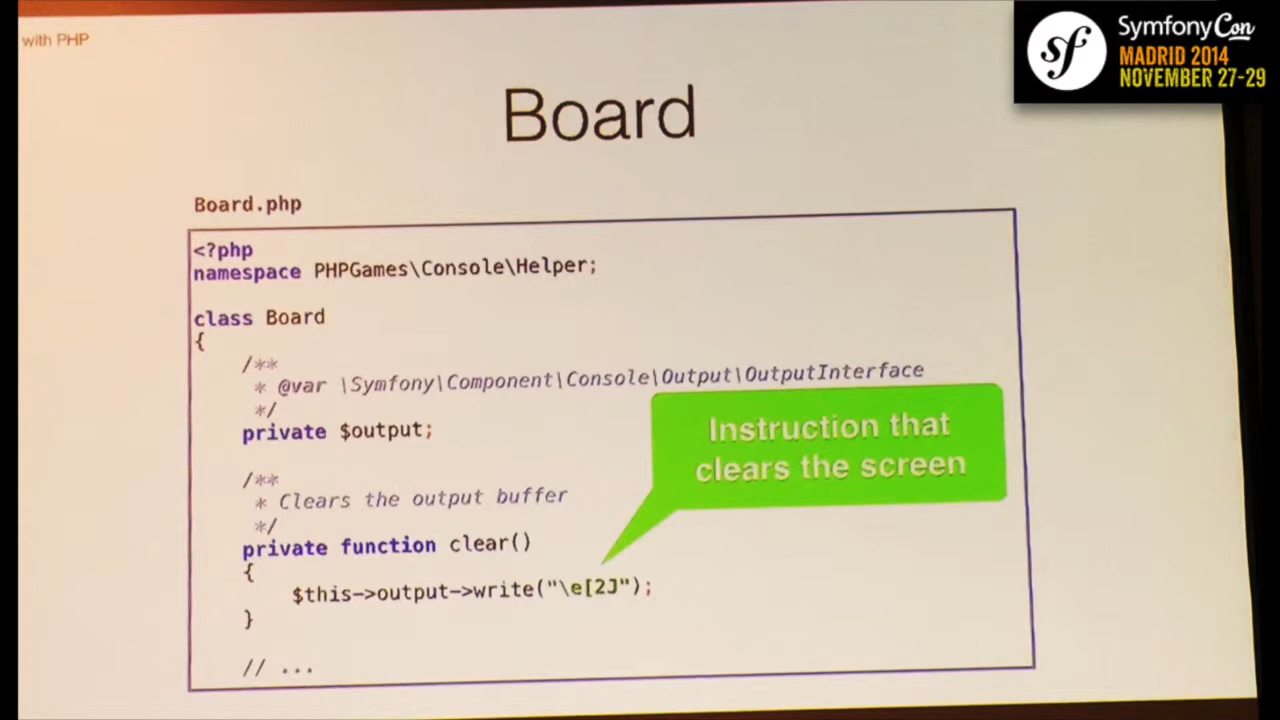 with PHP
SymfonyCon
MADRID 2014
NOVEMBER 27-29
Board
Board.php
<?php
namespace PHPGames\Console\Helper;
class Board
{
/**
* @var \Symfony\Component\Console\Output\OutputInterface
*/
private $output;
/**
* Clears the output buffer
*/
private function clear()
{
$this->output->write("\e[2J");
}
// ...
Instruction that
clears the screen